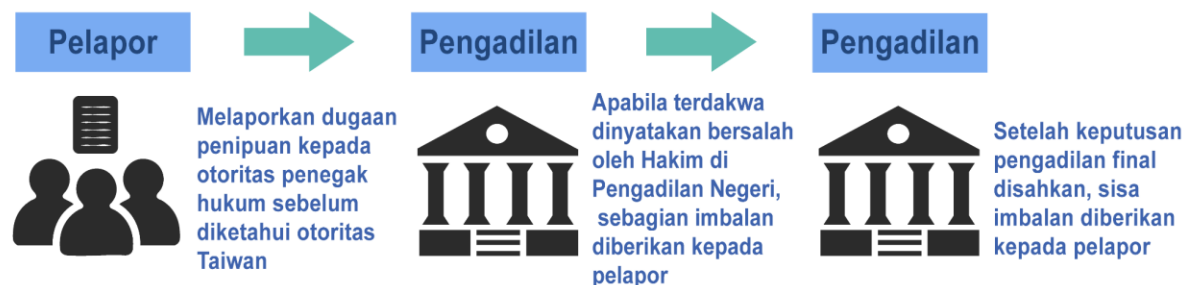 Pelapor
Melaporkan dugaan
penipuan kepada
otoritas penegak
hukum sebelum
diketahui otoritas
Taiwan
Pengadilan
Apabila terdakwa
dinyatakan bersalah
oleh Hakim di
Pengadilan Negeri,
sebagian imbalan
diberikan kepada
pelapor
Pengadilan
Setelah keputusan
pengadilan final
disahkan, sisa
imbalan diberikan
kepada pelapor